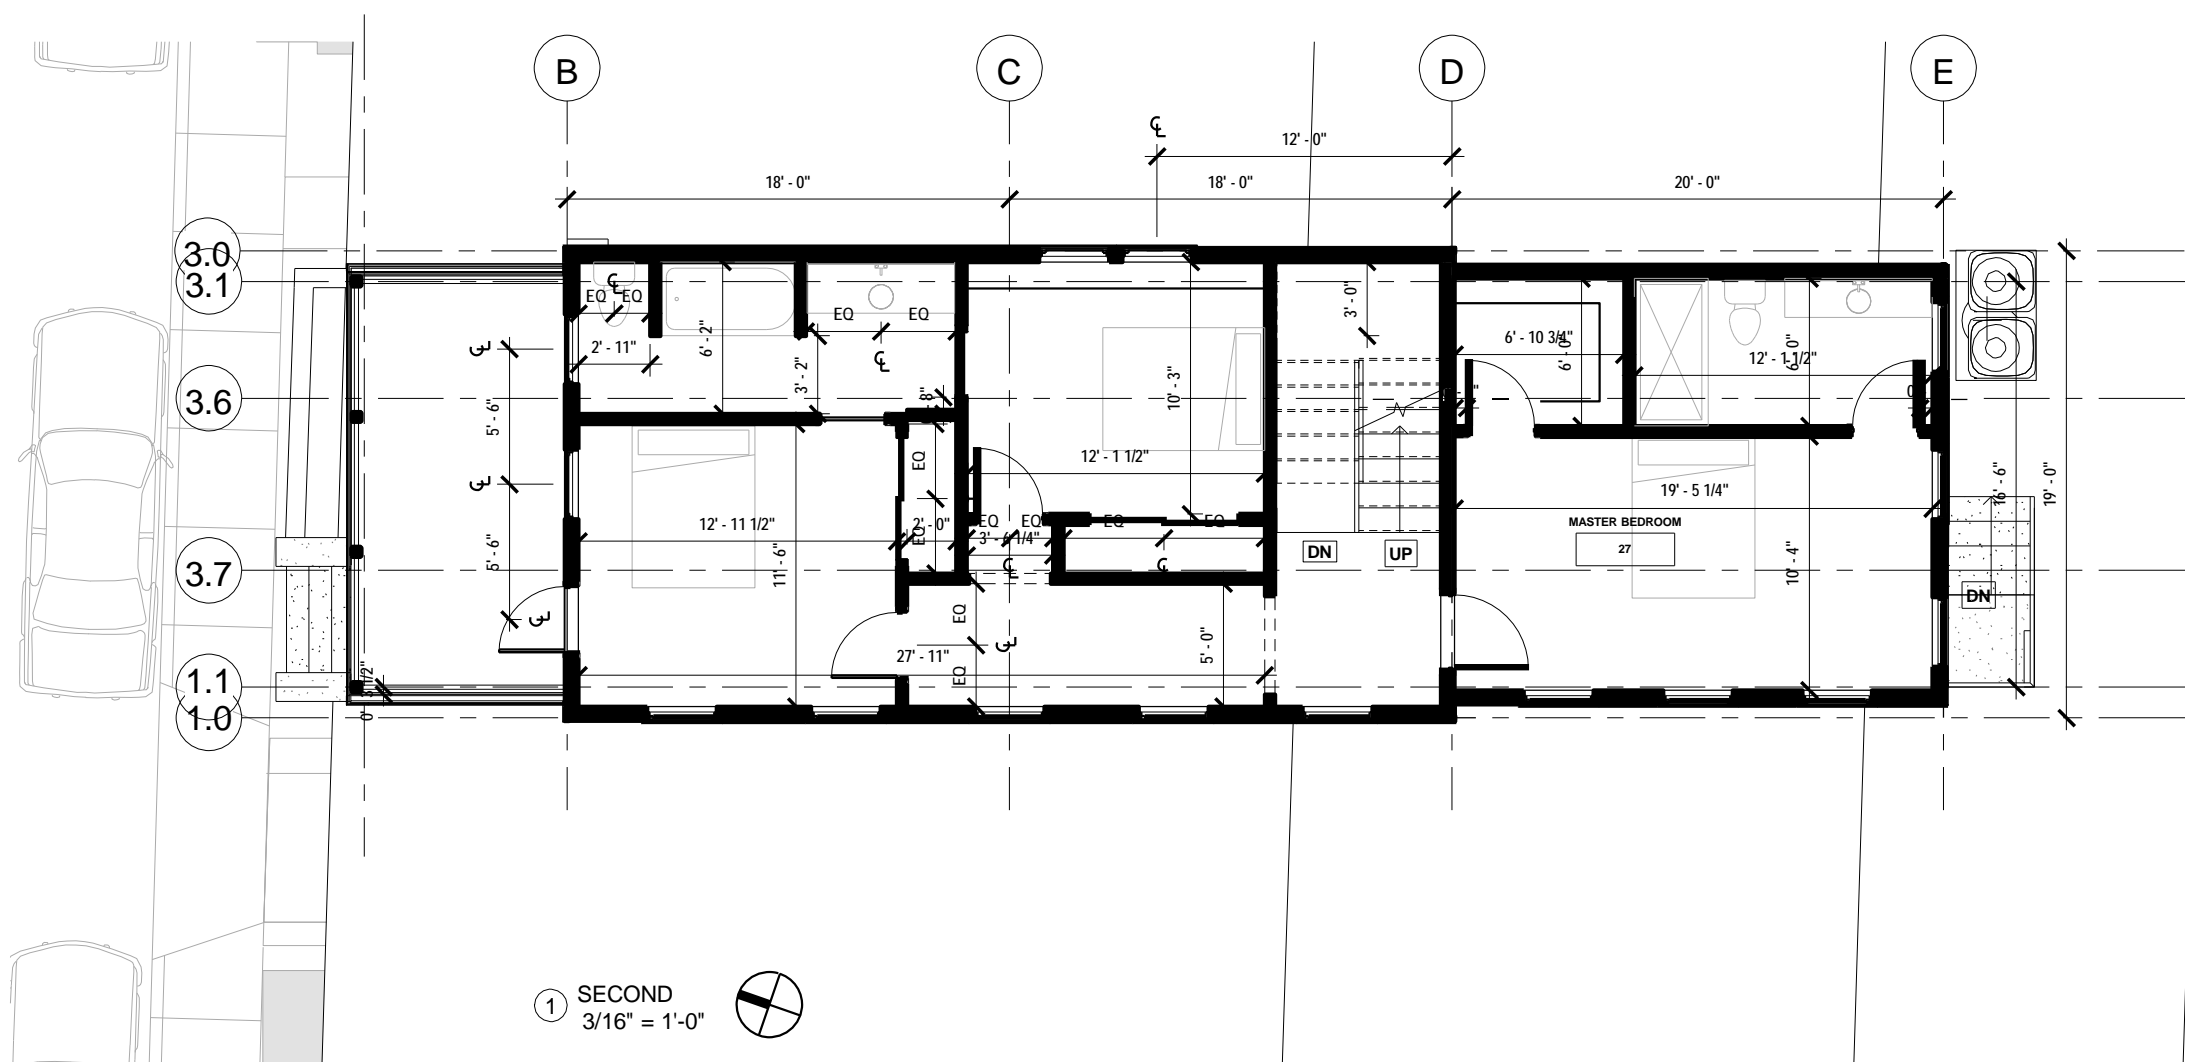 B
C
D
E
℄
12' - 0"
18' - 0"
18' - 0"
20' - 0"
3.0
3.1
3.6
3.7
1.1
1.0
℄
EQ
EQ
2' - 11"
6' - 2"
EQ
EQ
℄
3' - 2"
8"
10' - 3"
12' - 1 1/2"
3' - 0"
6' - 10 3/4"
6' - 0"
12' - 1 1/2"
6' - 0"
℄
5' - 6"
℄
5' - 6"
℄
12' - 11 1/2"
11' - 6"
EQ
EQ
2' - 0"
EQ
EQ
3' - 6 1/4"
℄
EQ
EQ
℄
DN
UP
19' - 5 1/4"
MASTER BEDROOM
27
10' - 4"
16' - 6"
19' - 0"
DN
EQ
EQ
℄
27' - 11"
5' - 0"
1
SECOND
3/16" = 1'-0"